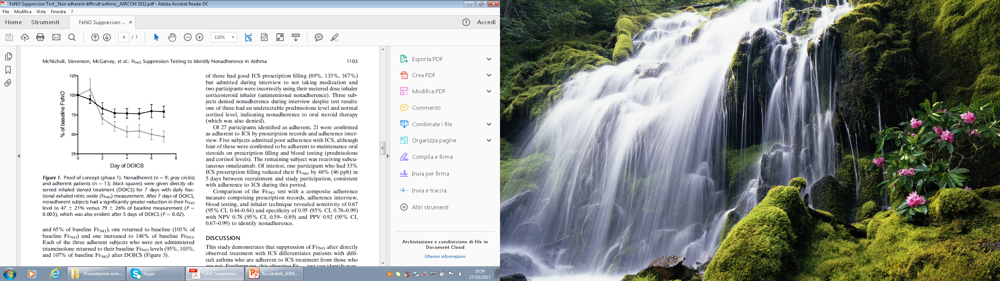 FeNO Suppression Test__Non adherent difficult asthma__AJRCCM 2012.pdf - Adobe Acrobat Reader DC
File Modifica Vista Finestra ?
Home Strumenti FeNO Suppression ... × ? Accedi
4 / 7 110%
McNicholl, Stevenson, McGarvey, et al.: FENO Suppression Testing to Identify Nonadherence in Asthma 1105
125
100
75
50
25
% of baseline FeNO
0 2 4 6 8
Day of DOICS
Figure 1. Proof of concept (phase 1). Nonadherent (n = 9; gray circles)
and adherent patients (n = 13; black squares) were given directly ob-
served inhaled steroid treatment (DOICS) for 7 days with daily frac-
tional exhaled nitric oxide (FENO) measurement. After 7 days of DOICS,
nonadherent subjects had a significantly greater reduction in their FENO
level to 47 ± 21% versus 79 ± 26% of baseline measurement (P =
0.003), which was also evident after 5 days of DOICS (P = 0.02).
and 65% of baseline FENO), one returned to baseline (101% of
baseline FENO) and one increased to 148% of baseline FENO.
Each of the three adherent subjects who were not administered
triamcinolone returned to their baseline FENO levels (95%, 103%,
and 107% of baseline FENO) after DOICS (Figure 3).
of these had good ICS prescription filling (89%, 133%, 167%)
but admitted during interview to not taking medication and
two participants were incorrectly using their metered dose inhaler
corticosteroid inhaler (unintentional nonadherence). Three sub-
jects denied nonadherence during interview despite test results:
one of these had an undetectable prednisolone level and normal
cortisol level, indicating nonadherence to oral steroid therapy
(which was also denied).
Of 27 participants identified as adherent, 21 were confirmed
as adherent to ICS by prescription records and adherence inter-
view. Five subjects admitted poor adherence with ICS, although
four of these were confirmed to be adherent to maintenance oral
steroids on prescription filling and blood testing (prednisolone
and cortisol levels). The remaining subject was receiving subcu-
taneous omalizumab. Of interest, one participant who had 33%
ICS prescription filling reduced their FENO by 48% (46 ppb) in
5 days between recruitment and study participation, consistent
with adherence to ICS during this period.
Comparison of the FENO test with a composite adherence
measure comprising prescription records, adherence interview,
blood testing, and inhaler technique revealed sensitivity of 0.67
(95% CI, 0.44–0.84) and specificity of 0.95 (95% CI, 0.78–0.99)
with NPV 0.78 (95% CI, 0.59– 0.89) and PPV 0.92 (95% CI,
0.67–0.99) to identify nonadherence.
DISCUSSION
This study demonstrates that suppression of FENO after directly
observed treatment with ICS differentiates patients with diffi-
cult asthma who are adherent to ICS treatment from those who
are not. Furthermore, this objective FE test can identify non-
Esporta PDF
Crea PDF
Modifica PDF
Commento
Combinate i file
Organizza pagine
Compila e firma
Invia per firma
Invia e traccia
Altri strumenti
Archiviazione e condivisione di file in
Document Cloud
Ulteriori informazioni
Presentazioni asm... Skype PDF FeNO Suppressio... Ricciardolo_ASM...
10:54
27/10/2017